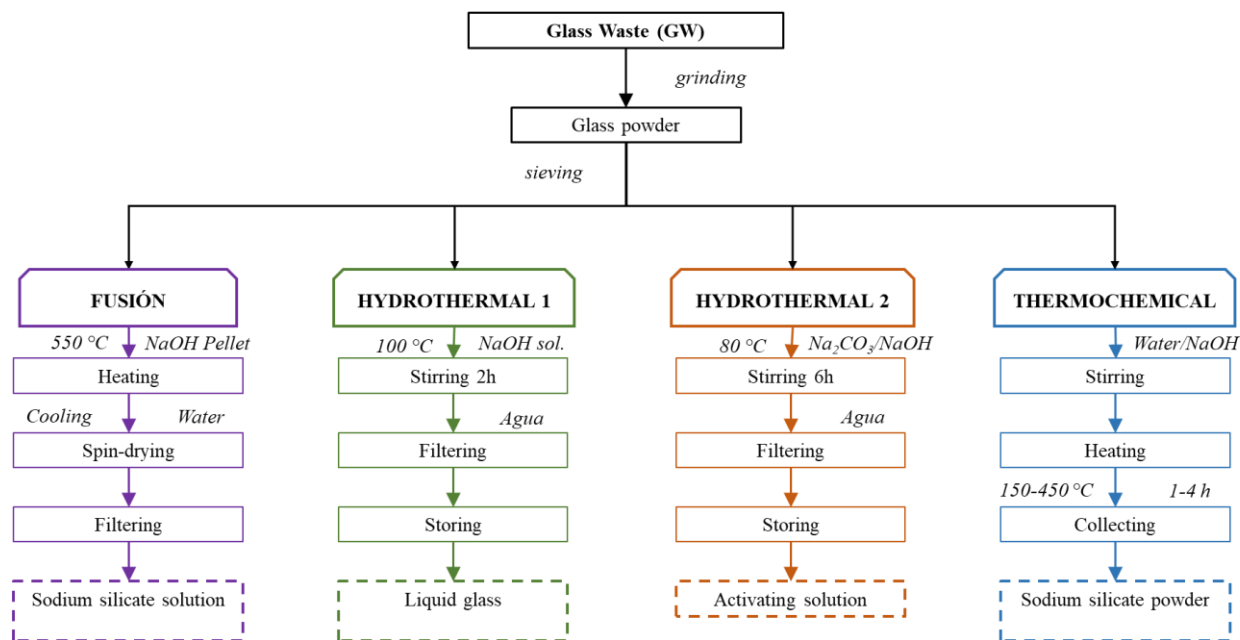 Glass Waste (GW)
grinding
Glass powder
sieving
FUSIÓN
550 °C
NaOH Pellet
Heating
Cooling
Water
Spin-drying
Filtering
Sodium silicate solution
HYDROTHERMAL 1
100 °C
NaOH sol.
Stirring 2h
Agua
Filtering
Storing
Liquid glass
HYDROTHERMAL 2
80 °C
Na₂CO₃/NaOH
Stirring 6h
Agua
Filtering
Storing
Activating solution
THERMOCHEMICAL
Water/NaOH
Stirring
Heating
150-450 °C
1-4 h
Collecting
Sodium silicate powder